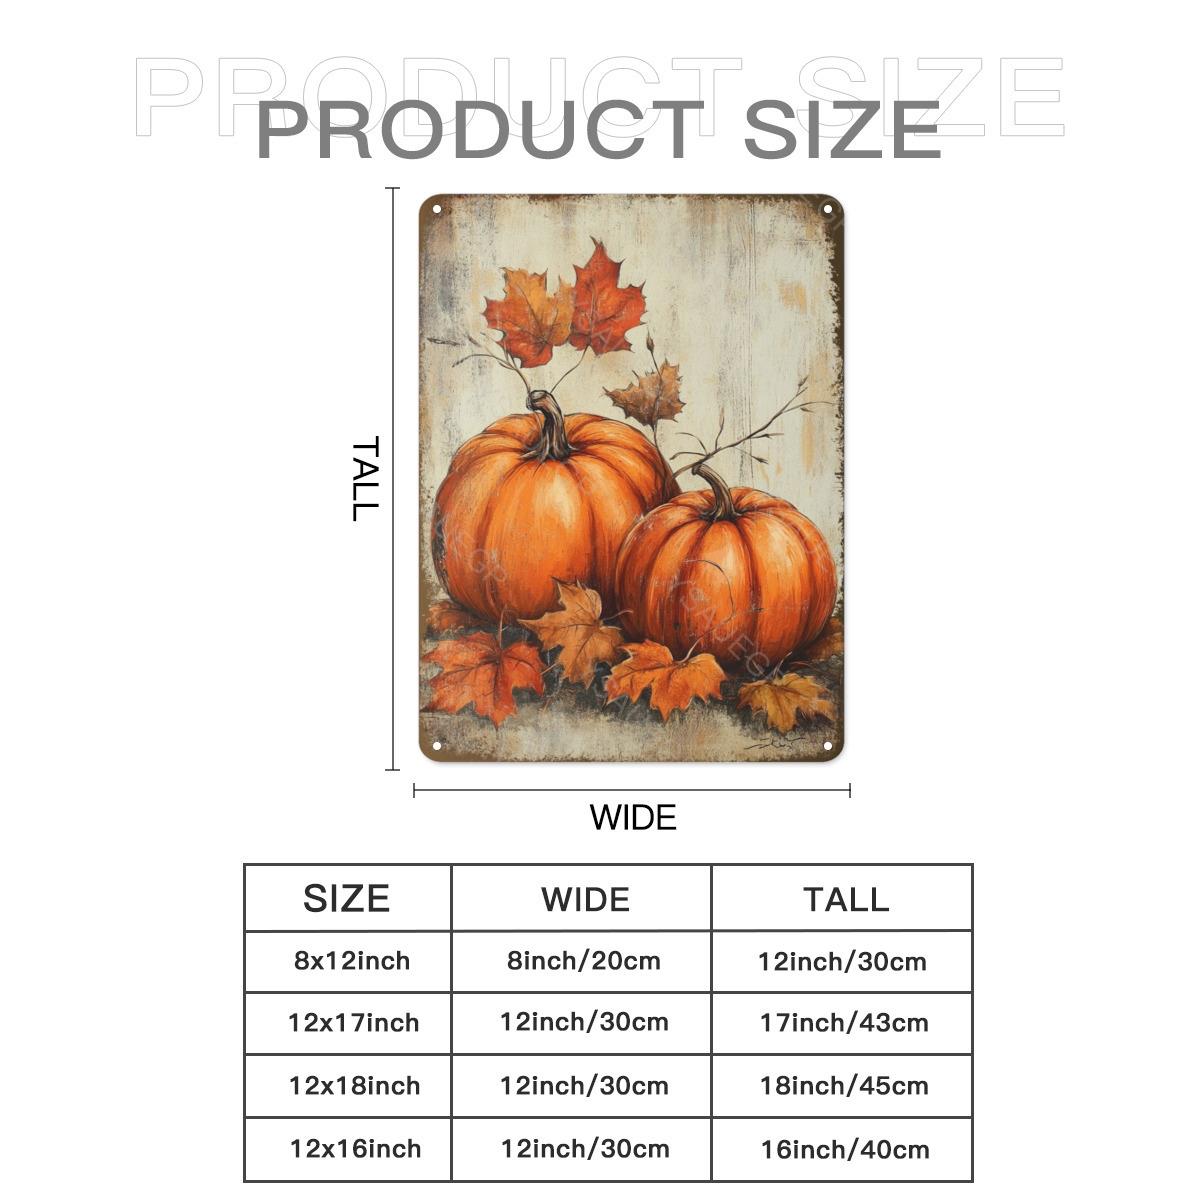 PRODUCT SIZE
PRODUCT SIZE
TALL
WIDE
SIZE WIDE TALL
8x12inch 8inch/20cm 12inch/30cm
12x17inch 12inch/30cm 17inch/43cm
12x18inch 12inch/30cm 18inch/45cm
12x16inch 12inch/30cm 16inch/40cm